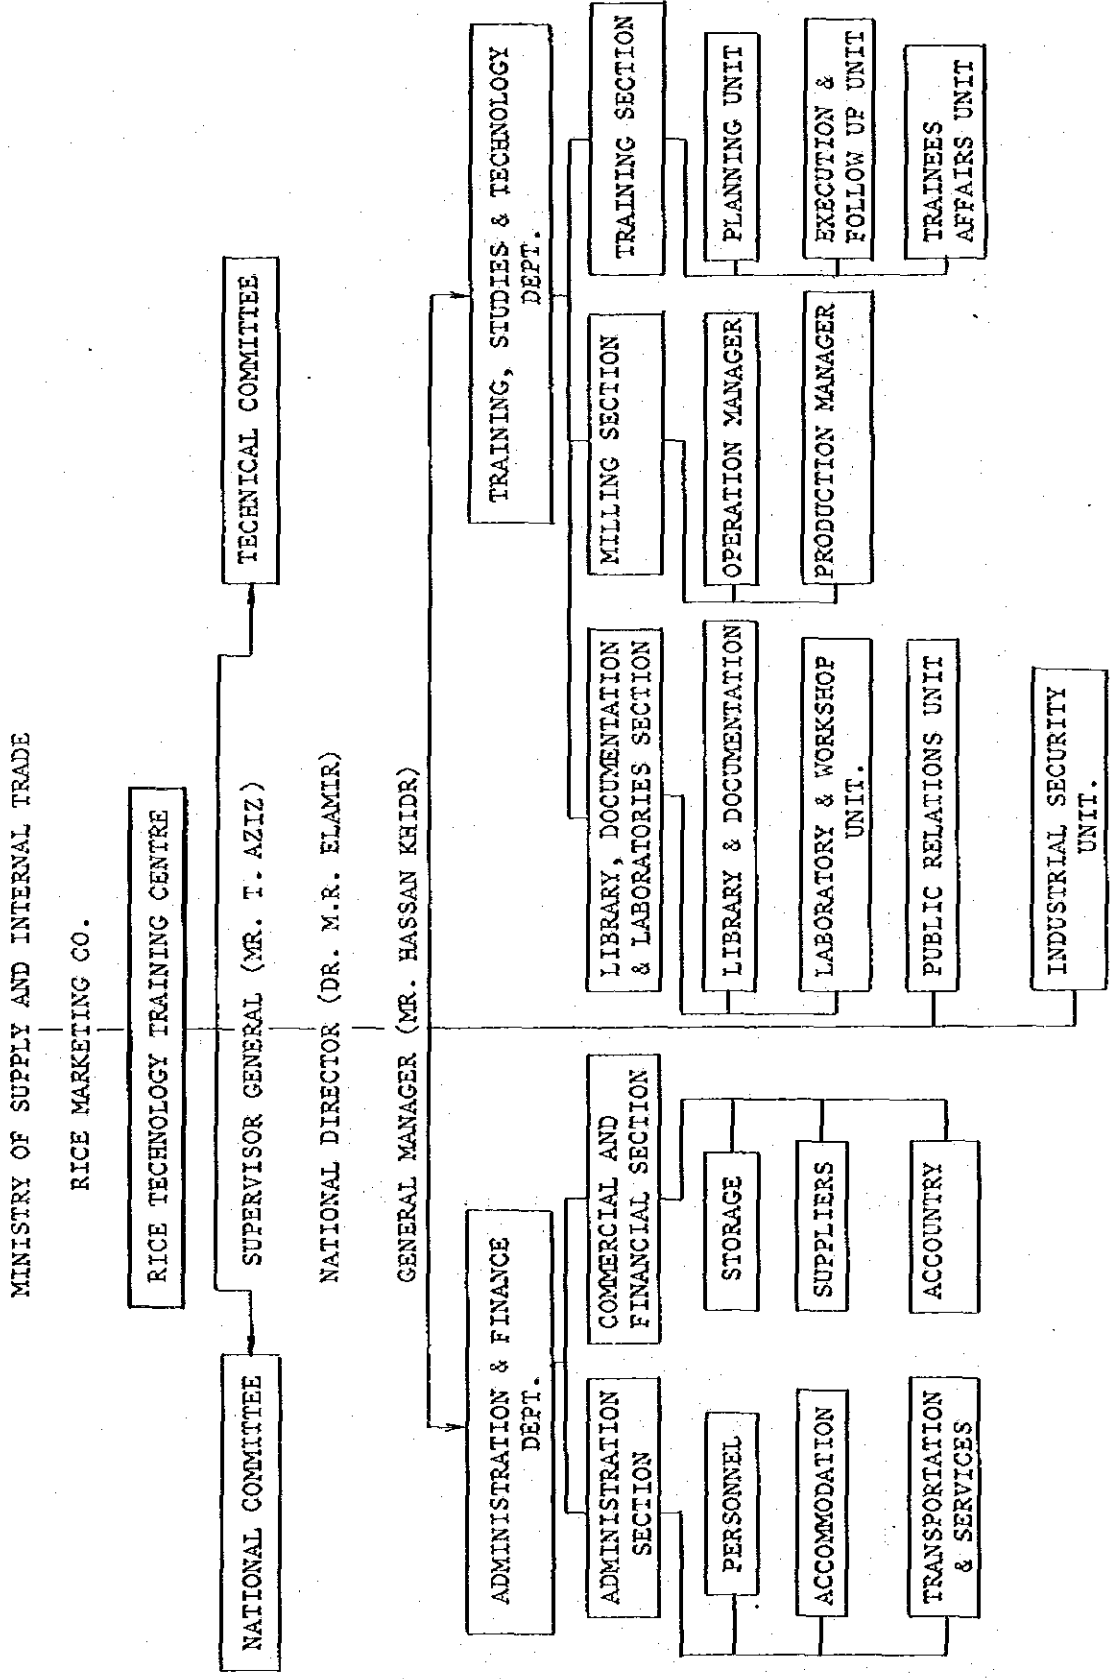 MINISTRY OF SUPPLY AND INTERNAL TRADE
RICE MARKETING CO.
RICE TECHNOLOGY TRAINING CENTRE
SUPERVISOR GENERAL (MR. T. AZIZ)
NATIONAL COMMITTEE
TECHNICAL COMMITTEE
NATIONAL DIRECTOR (DR. M.R. ELAMIR)
GENERAL MANAGER (MR. HASSAN KHIDR)
ADMINISTRATION & FINANCE
DEPT.
TRAINING, STUDIES & TECHNOLOGY
DEPT.
ADMINISTRATION
SECTION
COMMERCIAL AND
FINANCIAL SECTION
LIBRARY, DOCUMENTATION
& LABORATORIES SECTION
MILLING SECTION
TRAINING SECTION
PERSONNEL
STORAGE
LIBRARY & DOCUMENTATION
OPERATION MANAGER
PLANNING UNIT
ACCOMMODATION
SUPPLIERS
LABORATORY & WORKSHOP
UNIT.
PRODUCTION MANAGER
EXECUTION &
FOLLOW UP UNIT
TRANSPORTATION
& SERVICES
ACCOUNTRY
PUBLIC RELATIONS UNIT
TRAINEES
AFFAIRS UNIT
INDUSTRIAL SECURITY
UNIT.